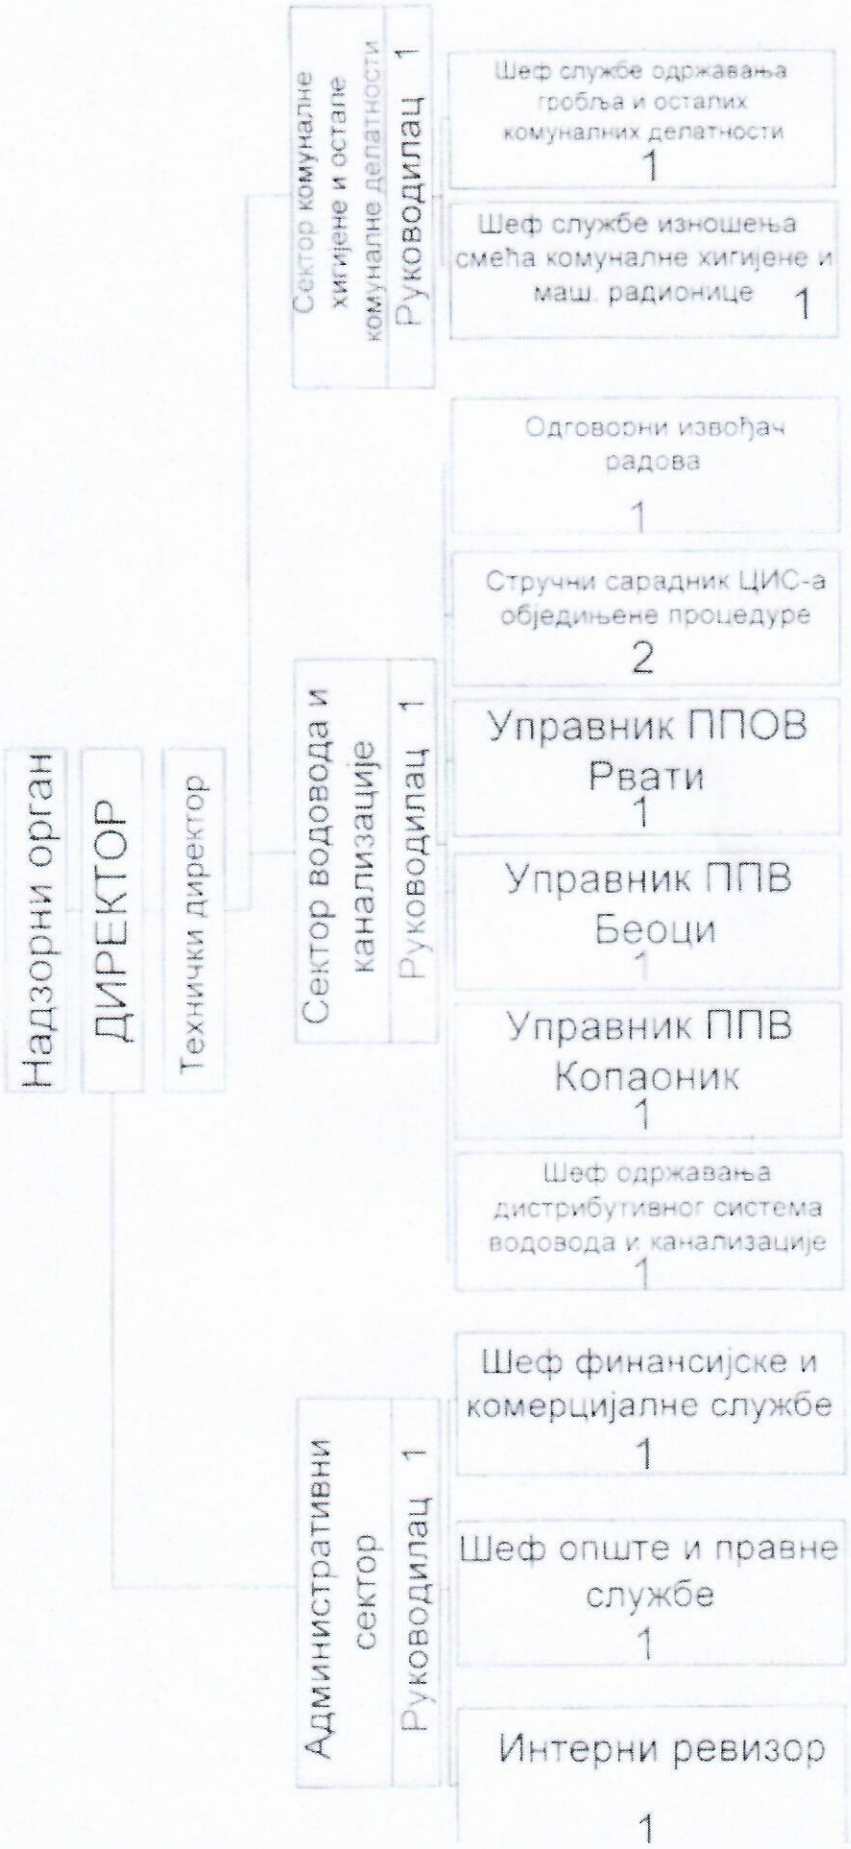 Надзорни орган
ДИРЕКТОР
Технички директор
Сектор комуналне
хигијене и остале
комуналне делатности
Руководилац 1
Шеф службе одржавања
гробља и осталих
комуналних делатности
1
Шеф службе изношења
смећа комуналне хигијене и
маш. радионице 1
Сектор водовода и
канализације
Руководилац 1
Одговорни извођач
радова
1
Стручни сарадник ЦИС-а
обједињене процедуре
2
Управник ППОВ
Рвати
1
Управник ППВ
Беоци
1
Управник ППВ
Копаоник
1
Шеф одржавања
дистрибутивног система
водовода и канализације
1
Административни
сектор
Руководилац 1
Шеф финансијске и
комерцијалне службе
1
Шеф опште и правне
службе
1
Интерни ревизор
1